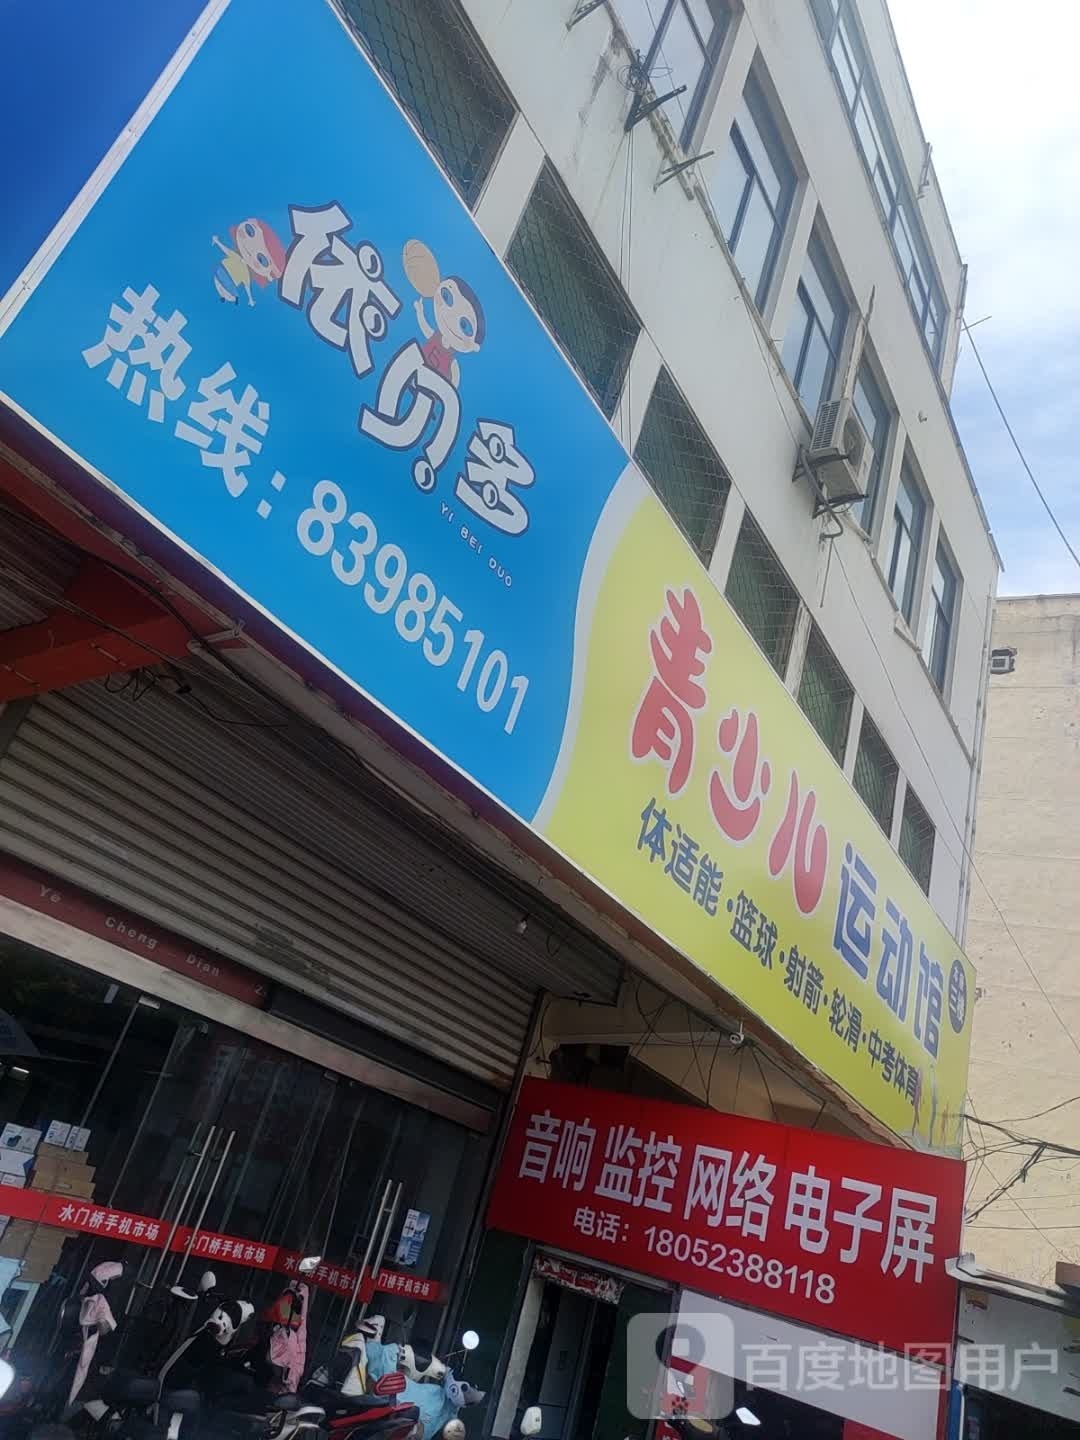 依贝多
YI BEI DUO
热线：83985101
青少儿运动馆
体适能·篮球·射箭·轮滑·中考体育
Ye Cheng Dian Z
音响 监控 网络 电子屏
电话：18052388118
水门桥手机市场
水门桥手机市场
水门桥手机市场
门桥手机市场
百度地图用户